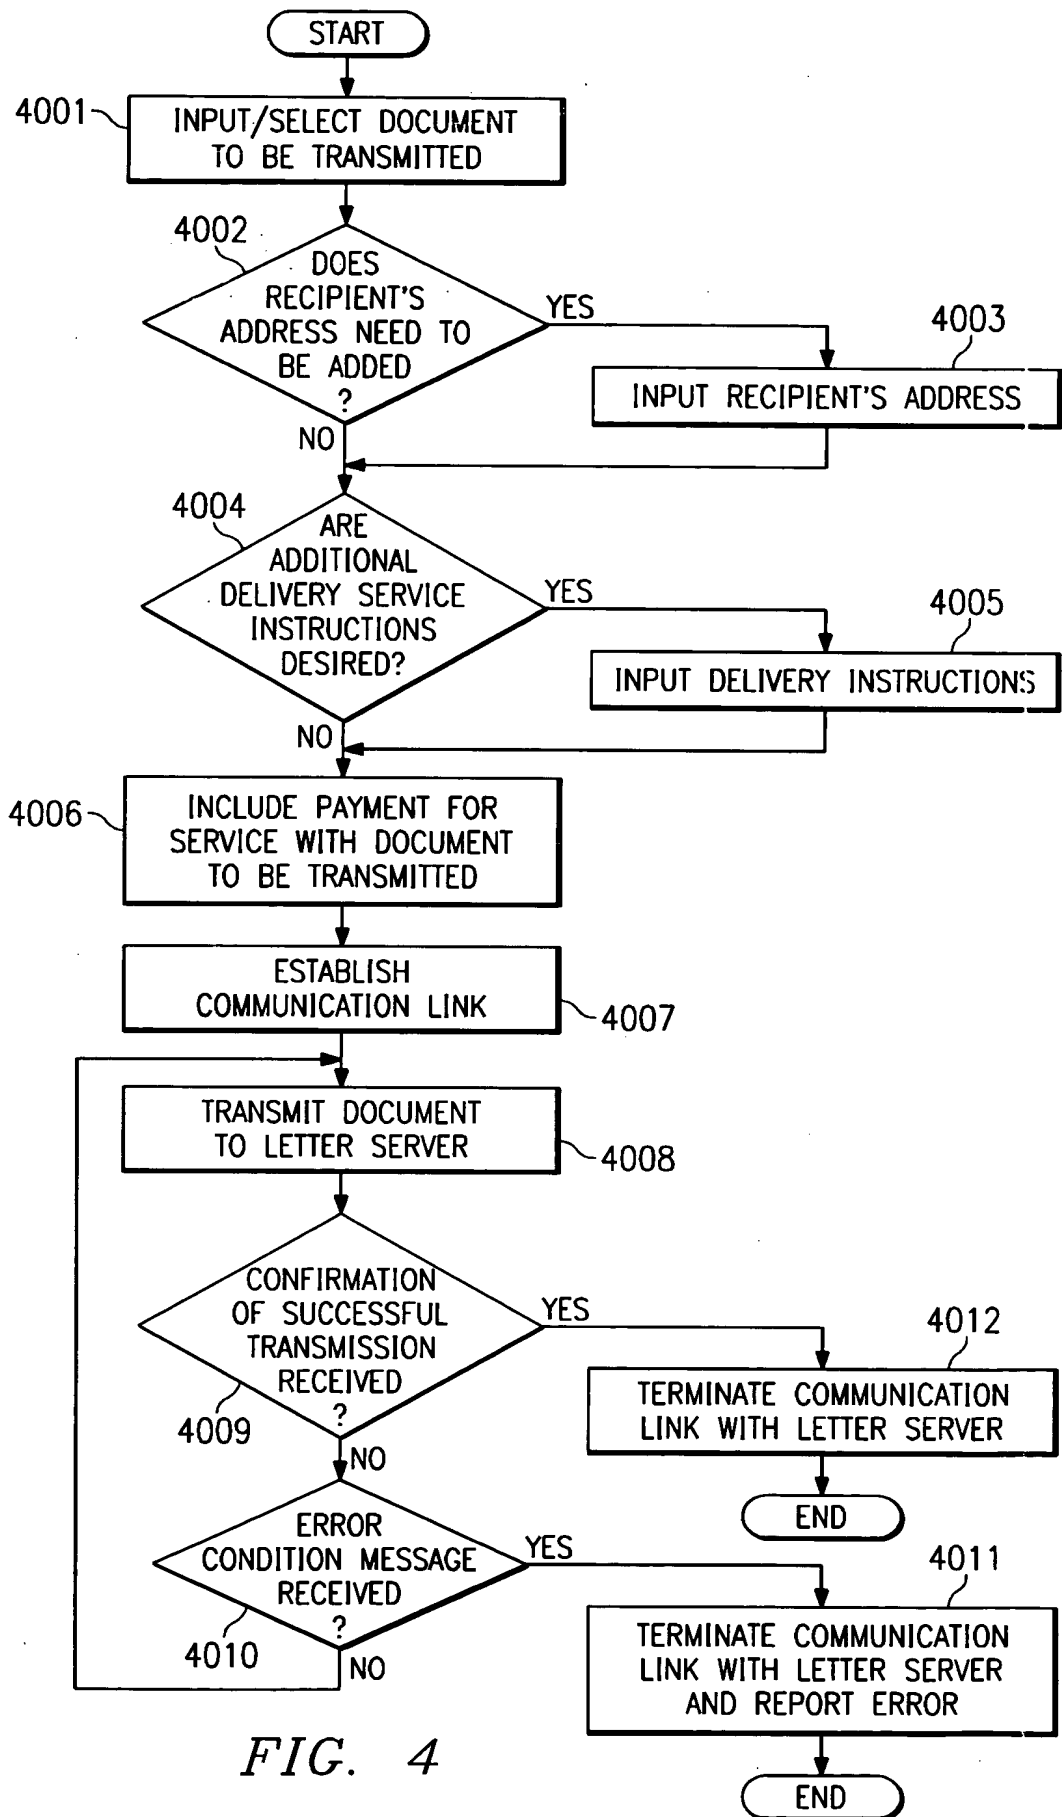 START
4001
INPUT/SELECT DOCUMENT
TO BE TRANSMITTED
4002
DOES
RECIPIENT'S
ADDRESS NEED TO
BE ADDED
?
YES
NO
4003
INPUT RECIPIENT'S ADDRESS
4004
ARE
ADDITIONAL
DELIVERY SERVICE
INSTRUCTIONS
DESIRED?
YES
NO
4005
INPUT DELIVERY INSTRUCTIONS
4006
INCLUDE PAYMENT FOR
SERVICE WITH DOCUMENT
TO BE TRANSMITTED
ESTABLISH
COMMUNICATION LINK
4007
TRANSMIT DOCUMENT
TO LETTER SERVER
4008
CONFIRMATION
OF SUCCESSFUL
TRANSMISSION
RECEIVED
?
4009
YES
NO
4012
TERMINATE COMMUNICATION
LINK WITH LETTER SERVER
END
ERROR
CONDITION MESSAGE
RECEIVED
?
4010
YES
NO
4011
TERMINATE COMMUNICATION
LINK WITH LETTER SERVER
AND REPORT ERROR
END
FIG. 4